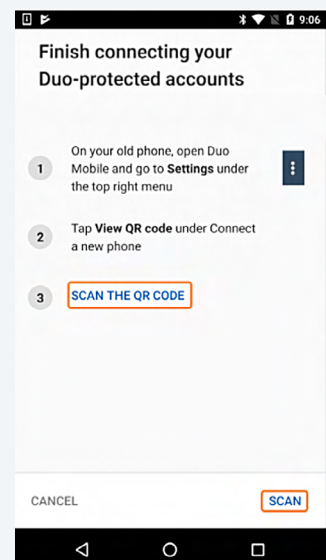 9:06
Finish connecting your
Duo-protected accounts
1
On your old phone, open Duo
Mobile and go to Settings under
the top right menu
2
Tap View QR code under Connect
a new phone
3
SCAN THE QR CODE
CANCEL
SCAN